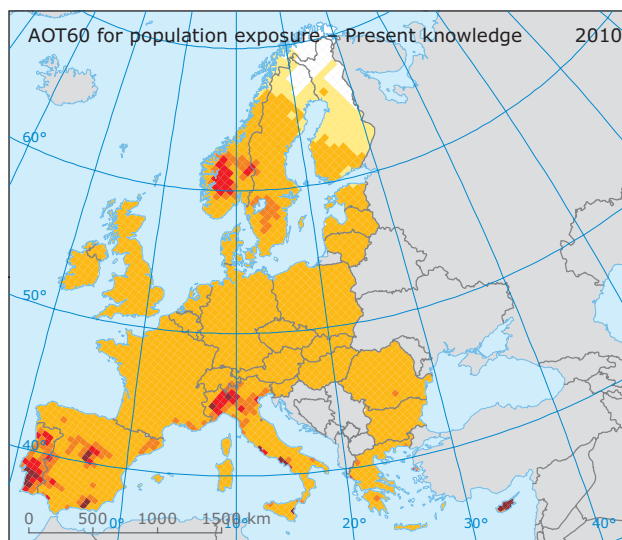 AOT60 for population exposure – Present knowledge 2010
60°
50°
40°
0 500 1000 1500 km
0° 10° 20° 30° 40°